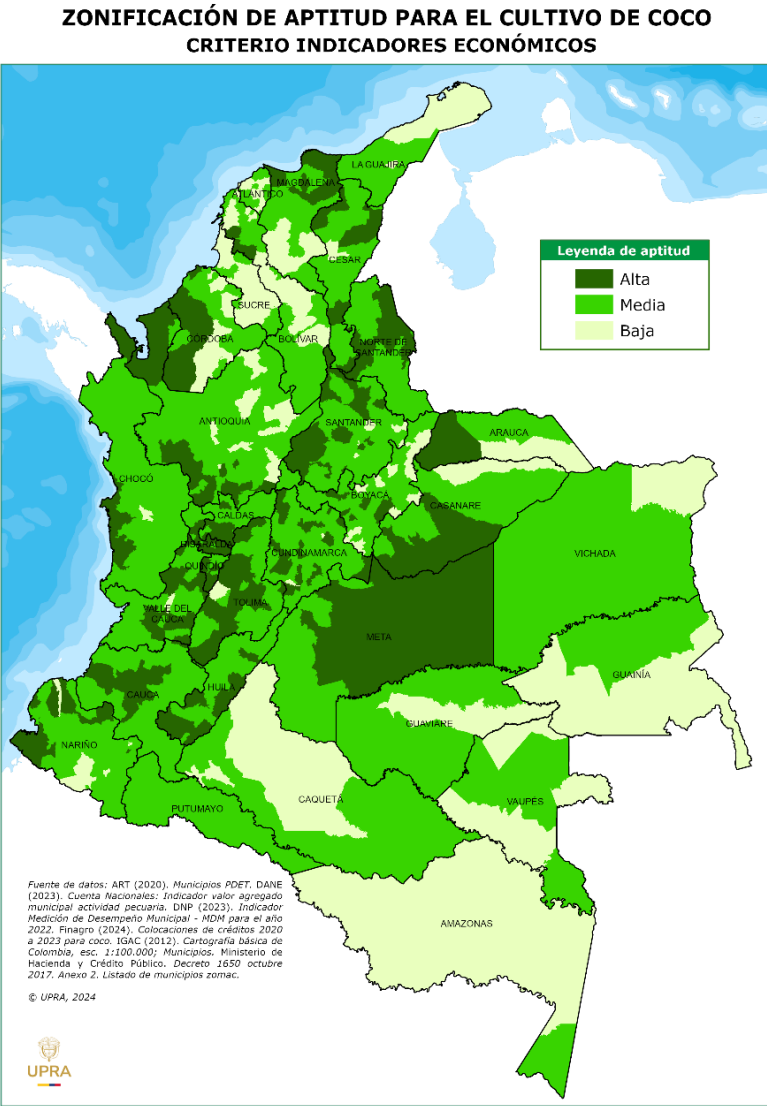 ZONIFICACIÓN DE APTITUD PARA EL CULTIVO DE COCO
CRITERIO INDICADORES ECONÓMICOS
LA GUAJIRA
MAGDALENA
ATLÁNTICO
Leyenda de aptitud
Alta
Media
Baja
CESAR
SUCRE
CÓRDOBA
BOLÍVAR
NORTE DE
SANTANDER
ANTIOQUIA
SANTANDER
ARAUCA
CHOCÓ
BOYACÁ
CASANARE
CALDAS
RISARALDA
CUNDINAMARCA
VICHADA
QUINDÍO
TOLIMA
VALLE DEL
CAUCA
META
GUAINÍA
HUILA
CAUCA
GUAVIARE
NARIÑO
CAQUETÁ
VAUPÉS
PUTUMAYO
AMAZONAS
Fuente de datos: ART (2020). Municipios PDET. DANE
(2023). Cuenta Nacionales: Indicador valor agregado
municipal actividad pecuaria. DNP (2023). Indicador
Medición de Desempeño Municipal - MDM para el año
2022. Finagro (2024). Colocaciones de créditos 2020
a 2023 para coco. IGAC (2012). Cartografía básica de
Colombia, esc. 1:100.000; Municipios. Ministerio de
Hacienda y Crédito Público. Decreto 1650 octubre
2017. Anexo 2. Listado de municipios zomac.
© UPRA, 2024
UPRA